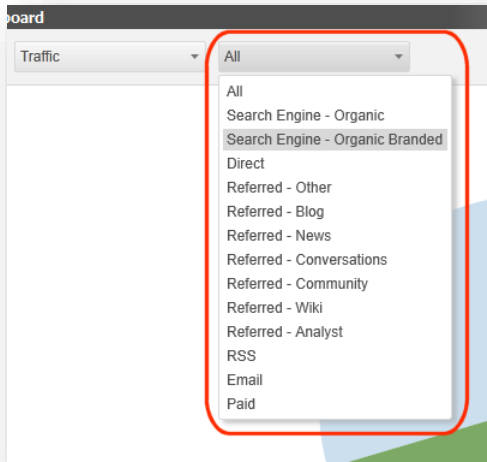 board
Traffic
All
All
Search Engine - Organic
Search Engine - Organic Branded
Direct
Referred - Other
Referred - Blog
Referred - News
Referred - Conversations
Referred - Community
Referred - Wiki
Referred - Analyst
RSS
Email
Paid